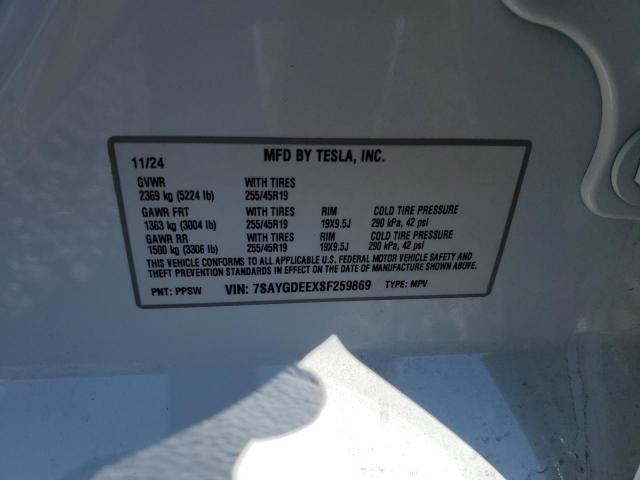 11/24 MFD BY TESLA, INC.
GVWR WITH TIRES
2369 kg (5224 lb) 255/45R19
GAWR FRT WITH TIRES RIM COLD TIRE PRESSURE
1363 kg (3004 lb) 255/45R19 19X9.5J 290 kPa, 42 psi
GAWR RR WITH TIRES RIM COLD TIRE PRESSURE
1500 kg (3306 lb) 255/45R19 19X9.5J 290 kPa, 42 psi
THIS VEHICLE CONFORMS TO ALL APPLICABLE U.S. FEDERAL MOTOR VEHICLE SAFETY AND
THEFT PREVENTION STANDARDS IN EFFECT ON THE DATE OF MANUFACTURE SHOWN ABOVE.
PNT: PPSW VIN: 7SAYGDEEXSF259869 TYPE: MPV